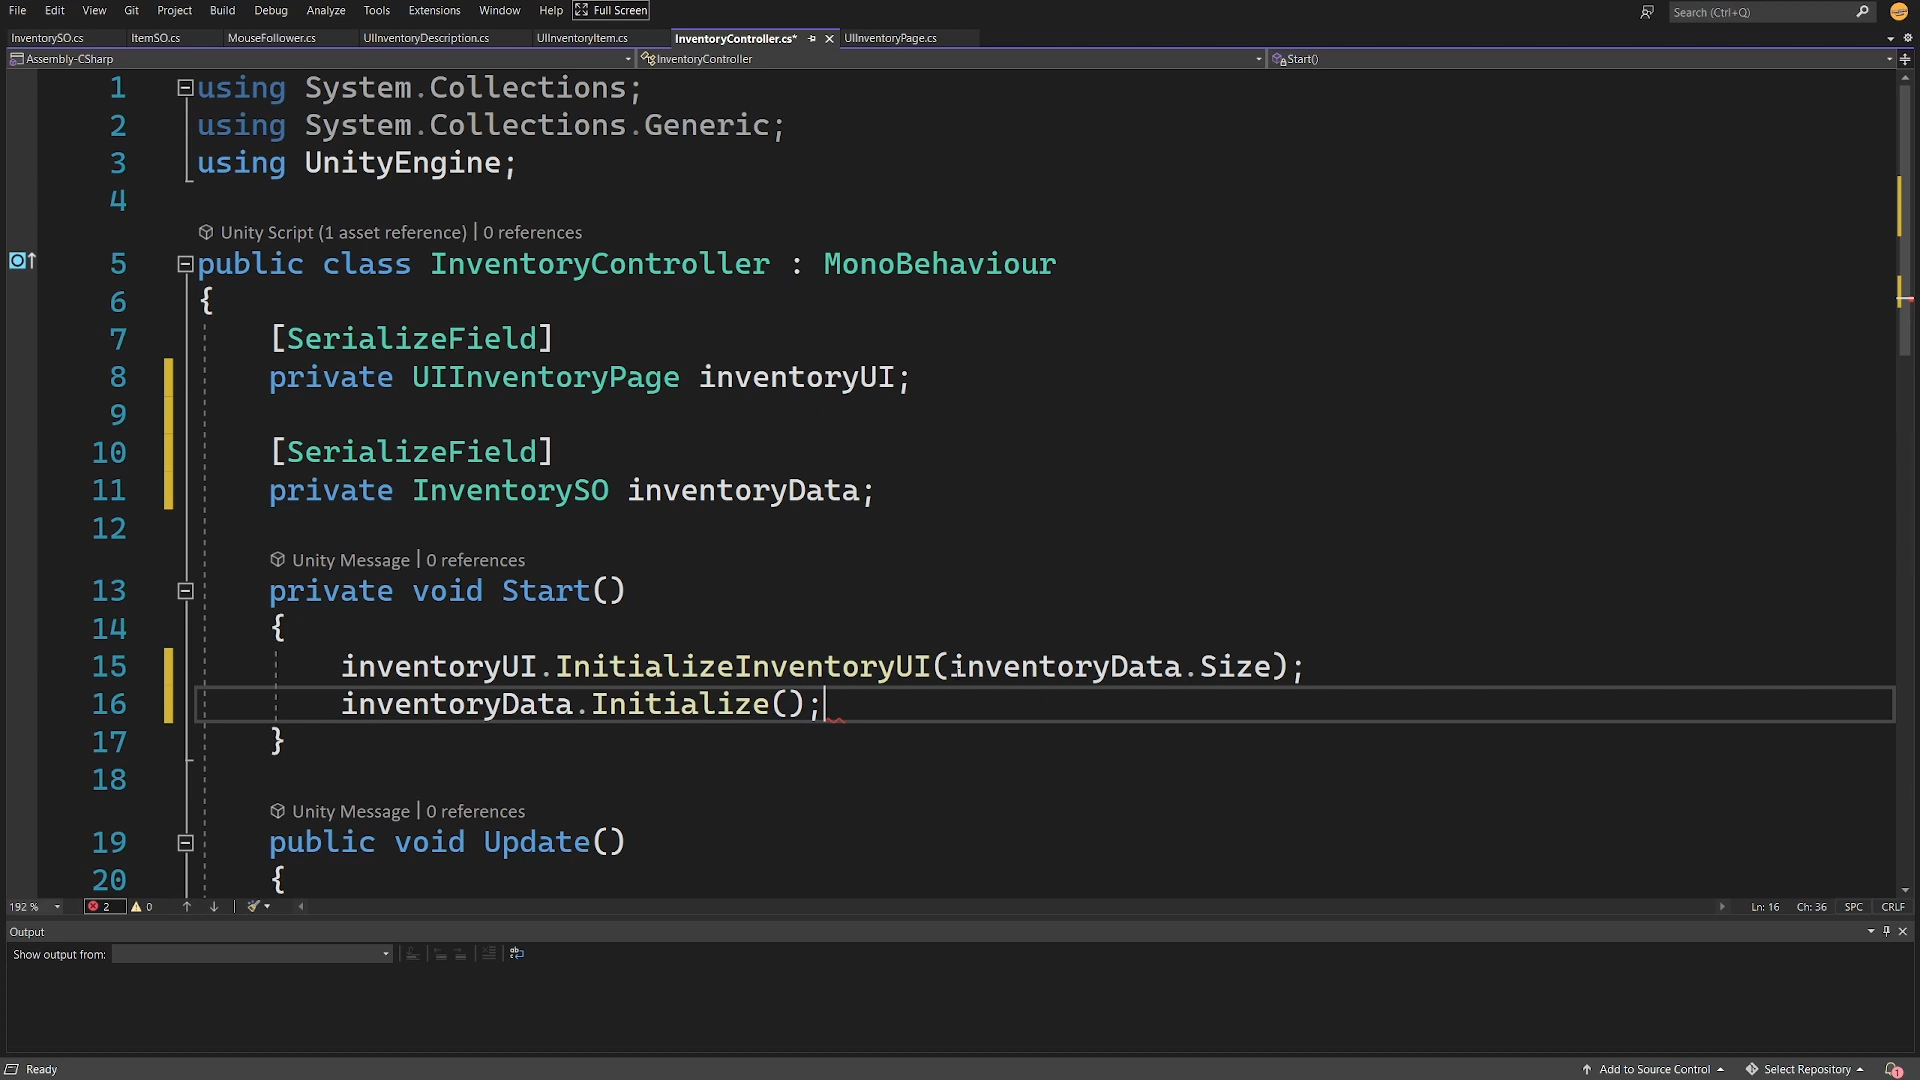 File Edit View Git Project Build Debug Analyze Tools Extensions Window Help Full Screen Search (Ctrl+Q)
InventorySO.cs ItemSO.cs MouseFollower.cs UIInventoryDescription.cs UIInventoryItem.cs InventoryController.cs* UIInventoryPage.cs
Assembly-CSharp InventoryController Start()
1 using System.Collections;
2 using System.Collections.Generic;
3 using UnityEngine;
4
Unity Script (1 asset reference) | 0 references
5 public class InventoryController : MonoBehaviour
6 {
7 [SerializeField]
8 private UIInventoryPage inventoryUI;
9
10 [SerializeField]
11 private InventorySO inventoryData;
12
Unity Message | 0 references
13 private void Start()
14 {
15 inventoryUI.InitializeInventoryUI(inventoryData.Size);
16 inventoryData.Initialize();
17 }
18
Unity Message | 0 references
19 public void Update()
20 {
192 % 2 0 Ln: 16 Ch: 36 SPC CRLF
Output
Show output from:
Ready Add to Source Control Select Repository 1